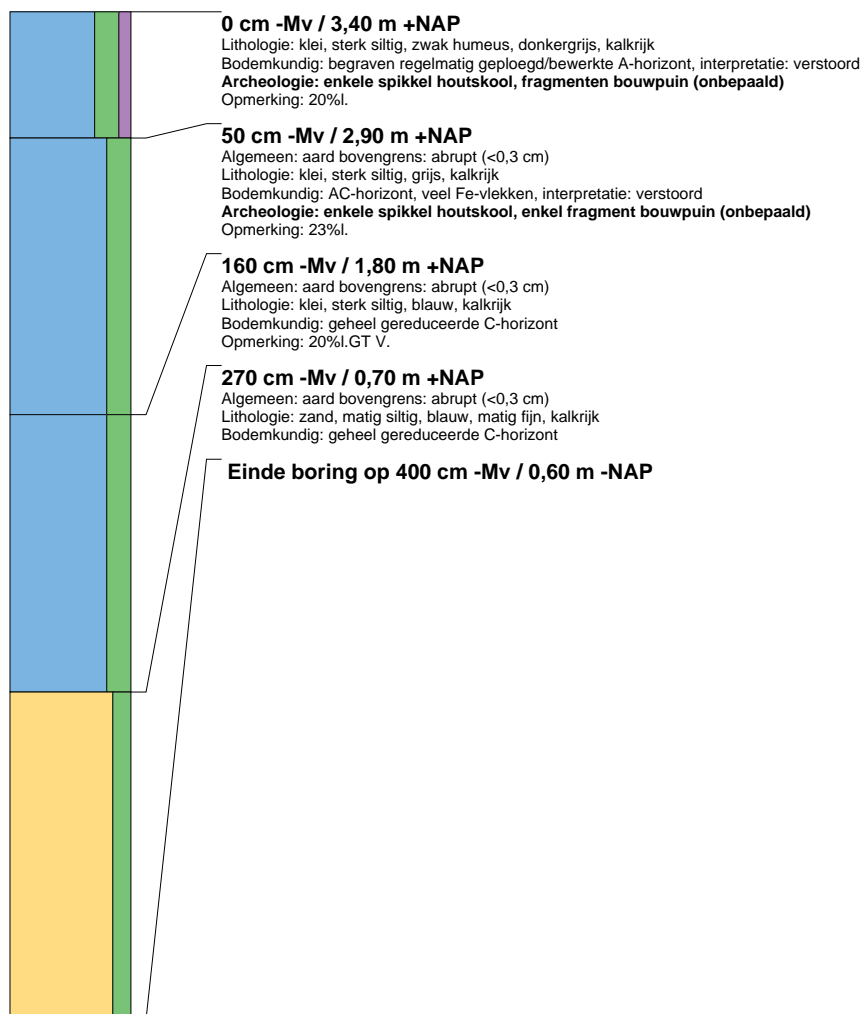 0 cm -Mv / 3,40 m +NAP
Lithologie: klei, sterk siltig, zwak humeus, donkergrijs, kalkrijk
Bodemkundig: begraven regelmatig geploegd/bewerkte A-horizont, interpretatie: verstoord
Archeologie: enkele spikkel houtskool, fragmenten bouwpuin (onbepaald)
Opmerking: 20%l.
50 cm -Mv / 2,90 m +NAP
Algemeen: aard bovengrens: abrupt (<0,3 cm)
Lithologie: klei, sterk siltig, grijs, kalkrijk
Bodemkundig: AC-horizont, veel Fe-vlekken, interpretatie: verstoord
Archeologie: enkele spikkel houtskool, enkel fragment bouwpuin (onbepaald)
Opmerking: 23%l.
160 cm -Mv / 1,80 m +NAP
Algemeen: aard bovengrens: abrupt (<0,3 cm)
Lithologie: klei, sterk siltig, blauw, kalkrijk
Bodemkundig: geheel gereduceerde C-horizont
Opmerking: 20%l.GT V.
270 cm -Mv / 0,70 m +NAP
Algemeen: aard bovengrens: abrupt (<0,3 cm)
Lithologie: zand, matig siltig, blauw, matig fijn, kalkrijk
Bodemkundig: geheel gereduceerde C-horizont
Einde boring op 400 cm -Mv / 0,60 m -NAP